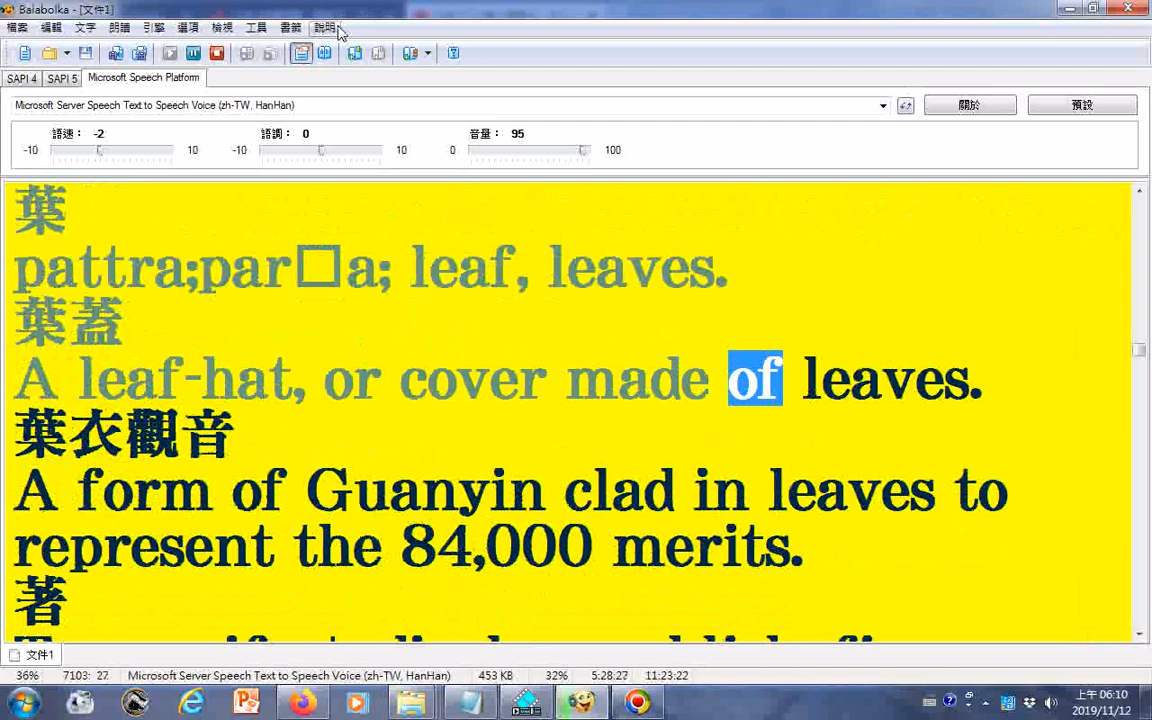 Balabolka - [文件1]
檔案 編輯 文字 朗讀 引擎 選項 檢視 工具 書籤 說明
SAPI 4 SAPI 5 Microsoft Speech Platform
Microsoft Server Speech Text to Speech Voice (zh-TW, HanHan) 關於 預設
語速： -2 語調： 0 音量： 95
-10 10 -10 10 0 100
葉
pattra;par□a; leaf, leaves.
葉蓋
A leaf-hat, or cover made of leaves.
葉衣觀音
A form of Guanyin clad in leaves to
represent the 84,000 merits.
著
文件1
36% 7103: 27 Microsoft Server Speech Text to Speech Voice (zh-TW, HanHan) 453 KB 32% 5:28:27 11:23:22
上午 06:10
2019/11/12